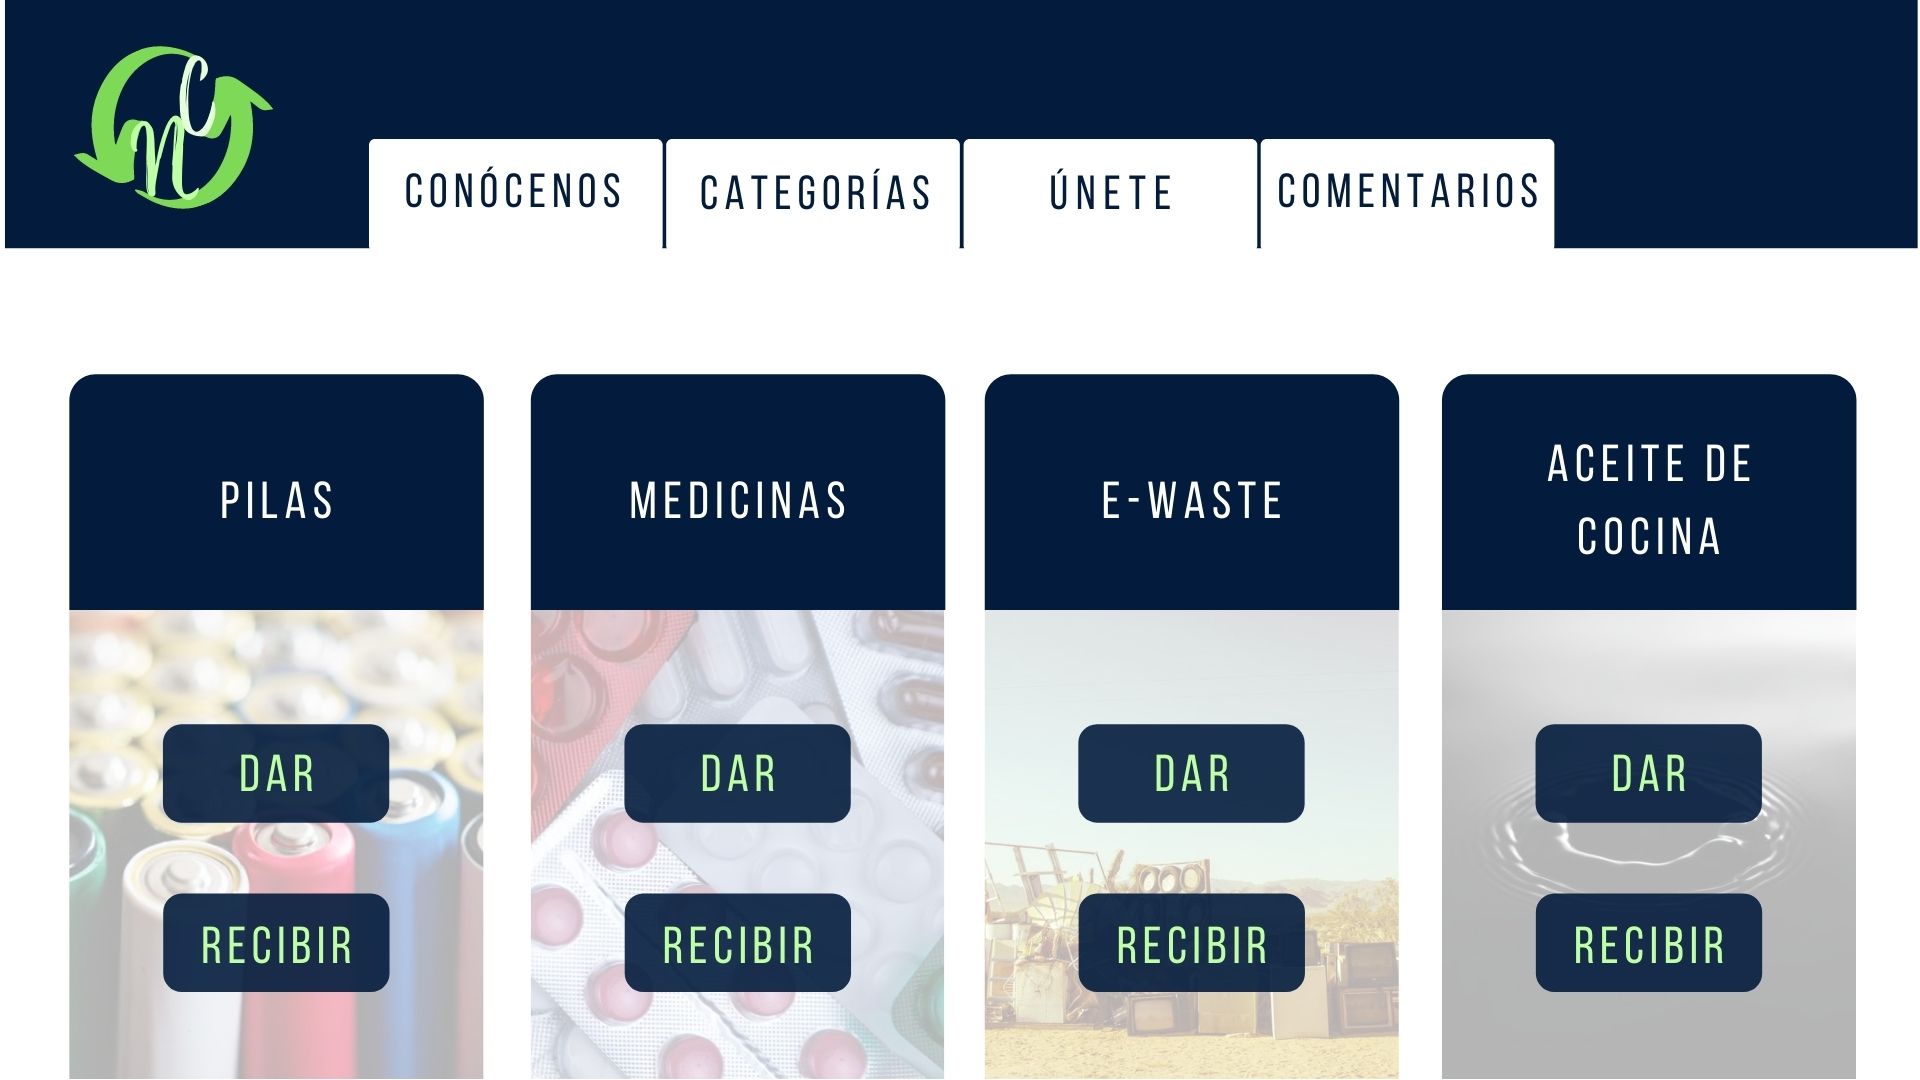 NC
CONÓCENOS
CATEGORÍAS
ÚNETE
COMENTARIOS
PILAS
MEDICINAS
E-WASTE
ACEITE DE
COCINA
DAR
DAR
DAR
DAR
RECIBIR
RECIBIR
RECIBIR
RECIBIR